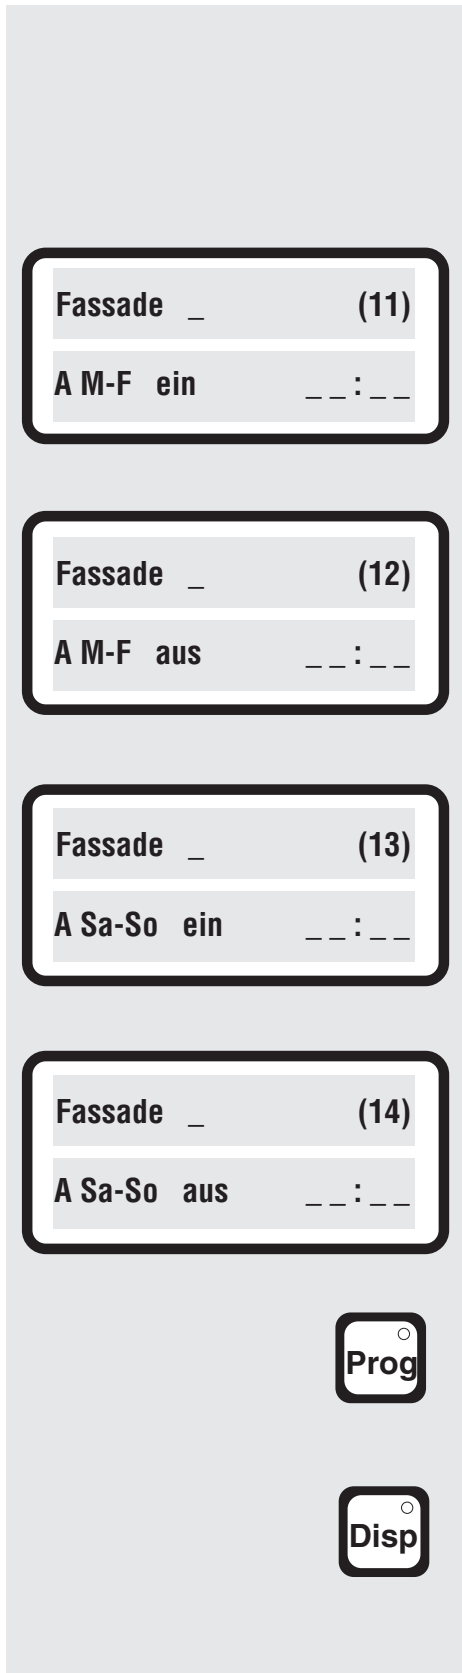 Fassade _ (11)
A M-F ein _ _ : _ _
Fassade _ (12)
A M-F aus _ _ : _ _
Fassade _ (13)
A Sa-So ein _ _ : _ _
Fassade _ (14)
A Sa-So aus _ _ : _ _
Prog
Disp